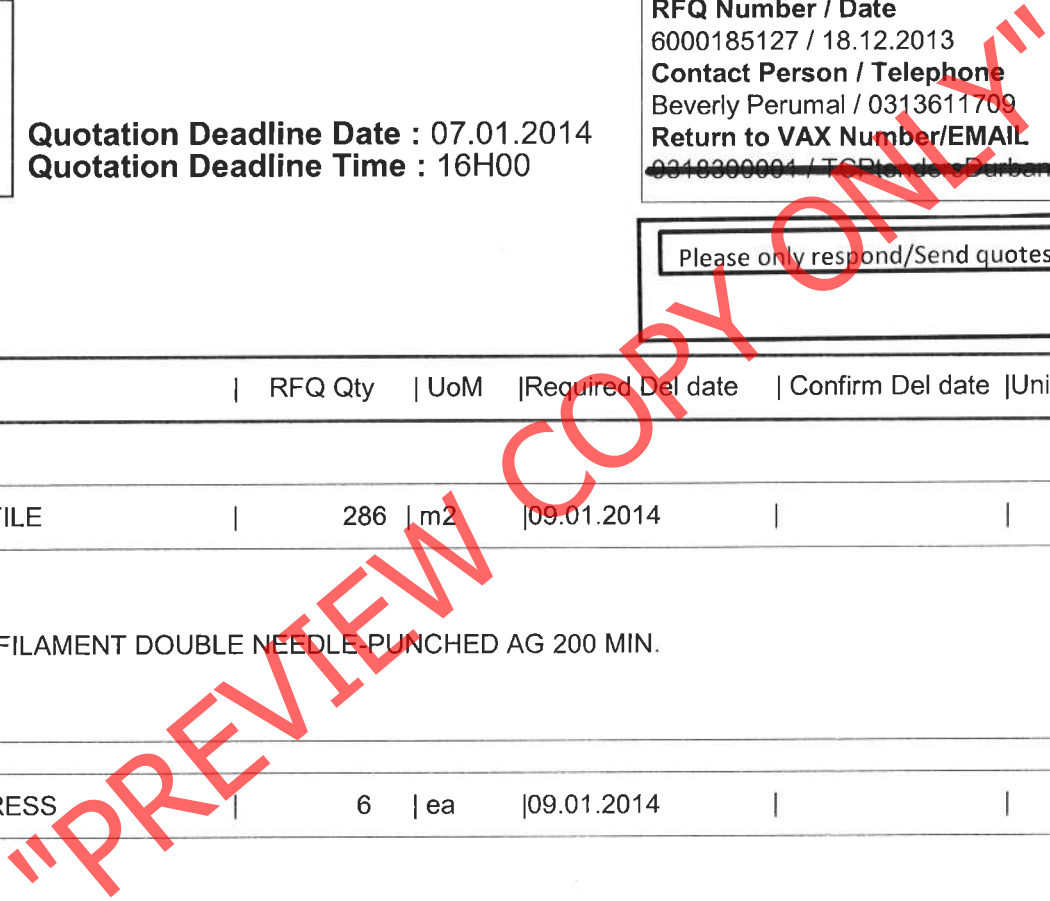 RFQ Number / Date
6000185127 / 18.12.2013
Contact Person / Telephone
Beverly Perumal / 0313611709
Return to VAX Number/EMAIL
0318300001 / TCPtendersDurban
Quotation Deadline Date : 07.01.2014
Quotation Deadline Time : 16H00
Please only respond/Send quotes
| RFQ Qty | UoM |Required Del date | Confirm Del date |Uni
TILE | 286 | m2 |09.01.2014 | |
FILAMENT DOUBLE NEEDLE-PUNCHED AG 200 MIN.
RESS | 6 | ea |09.01.2014 | |
"PREVIEW COPY ONLY"